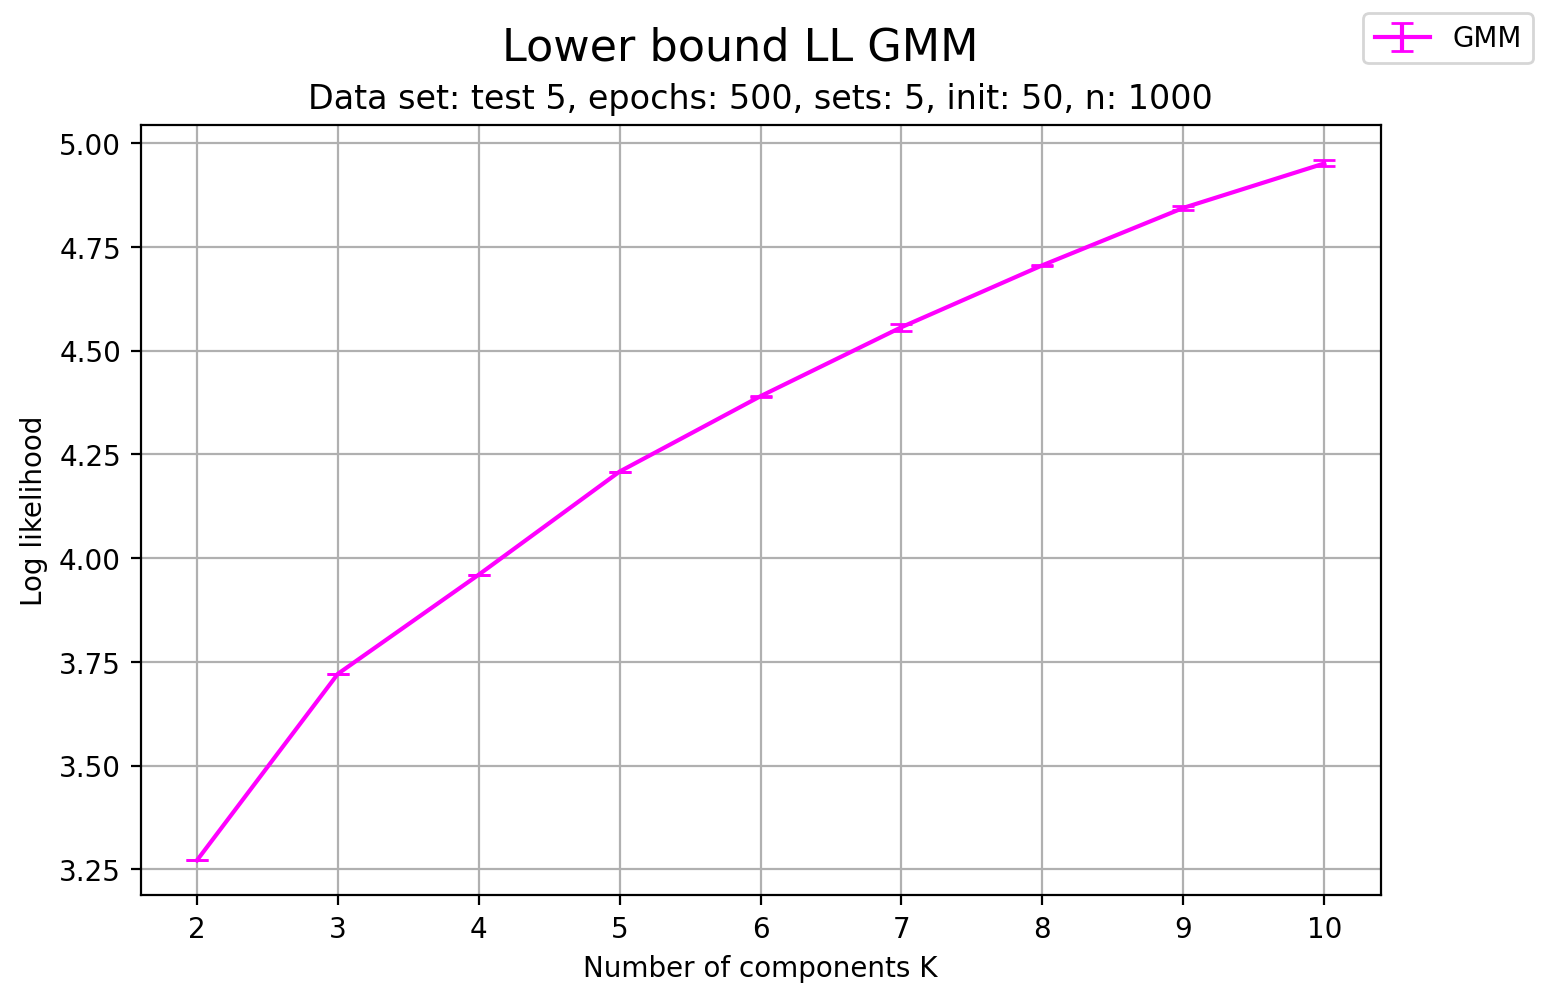 Lower bound LL GMM
GMM
Data set: test 5, epochs: 500, sets: 5, init: 50, n: 1000
5.00
4.75
4.50
4.25
4.00
3.75
3.50
3.25
Log likelihood
2 3 4 5 6 7 8 9 10
Number of components K